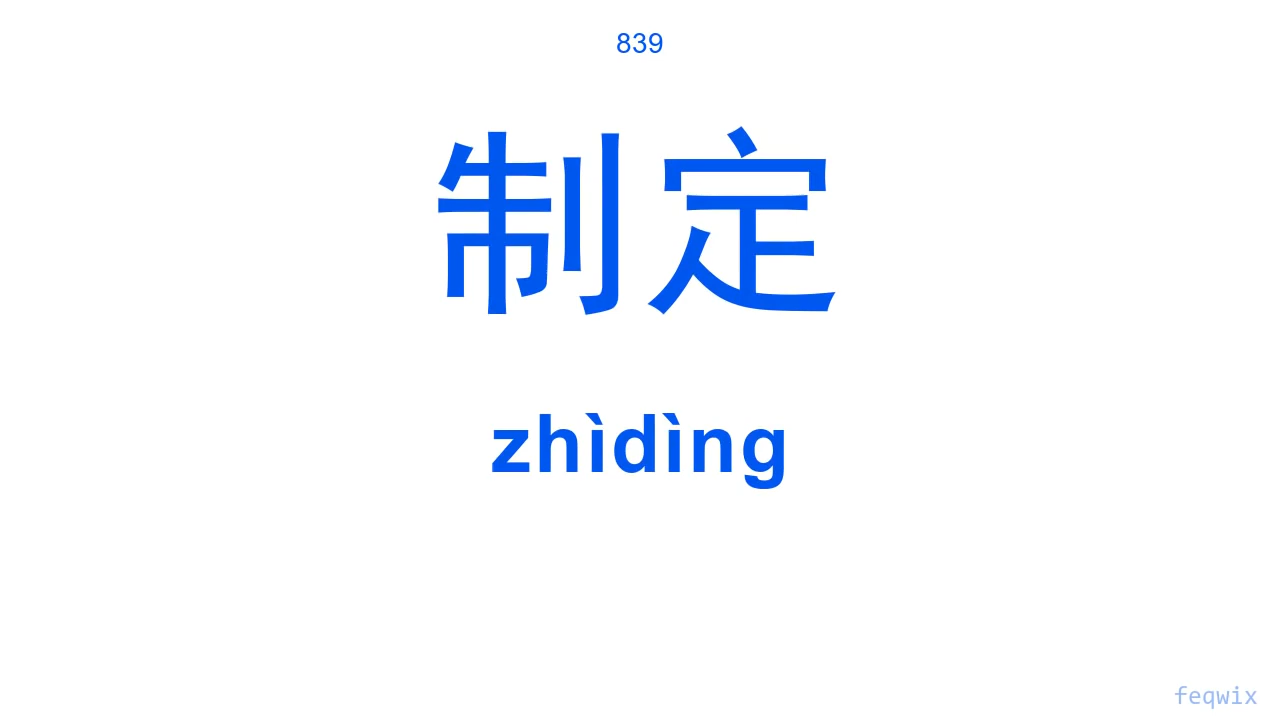 839
制定
zhìdìng
feqwix